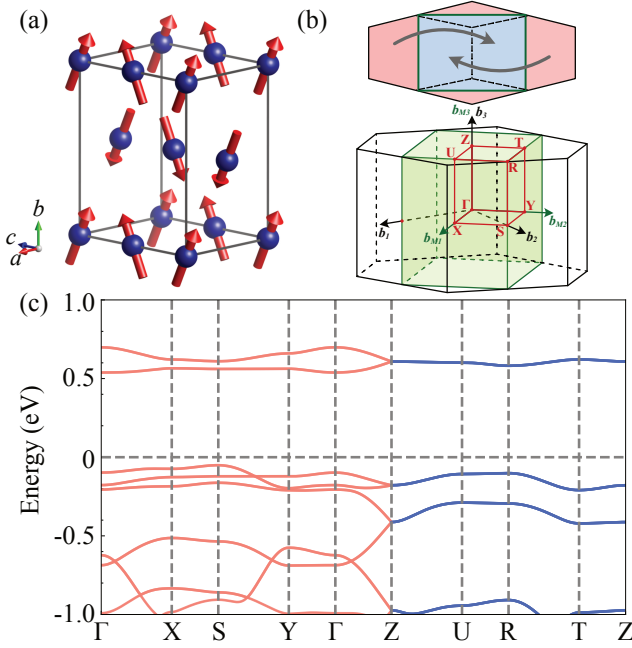 (a)
b
c
a
(b)
b_M3 b_3
Z T
U
R
Γ Y
b_M2
b_1
b_M1 X S b_2
(c)
Energy (eV)
1.0
0.5
0
-0.5
-1.0
Γ X S Y Γ Z U R T Z